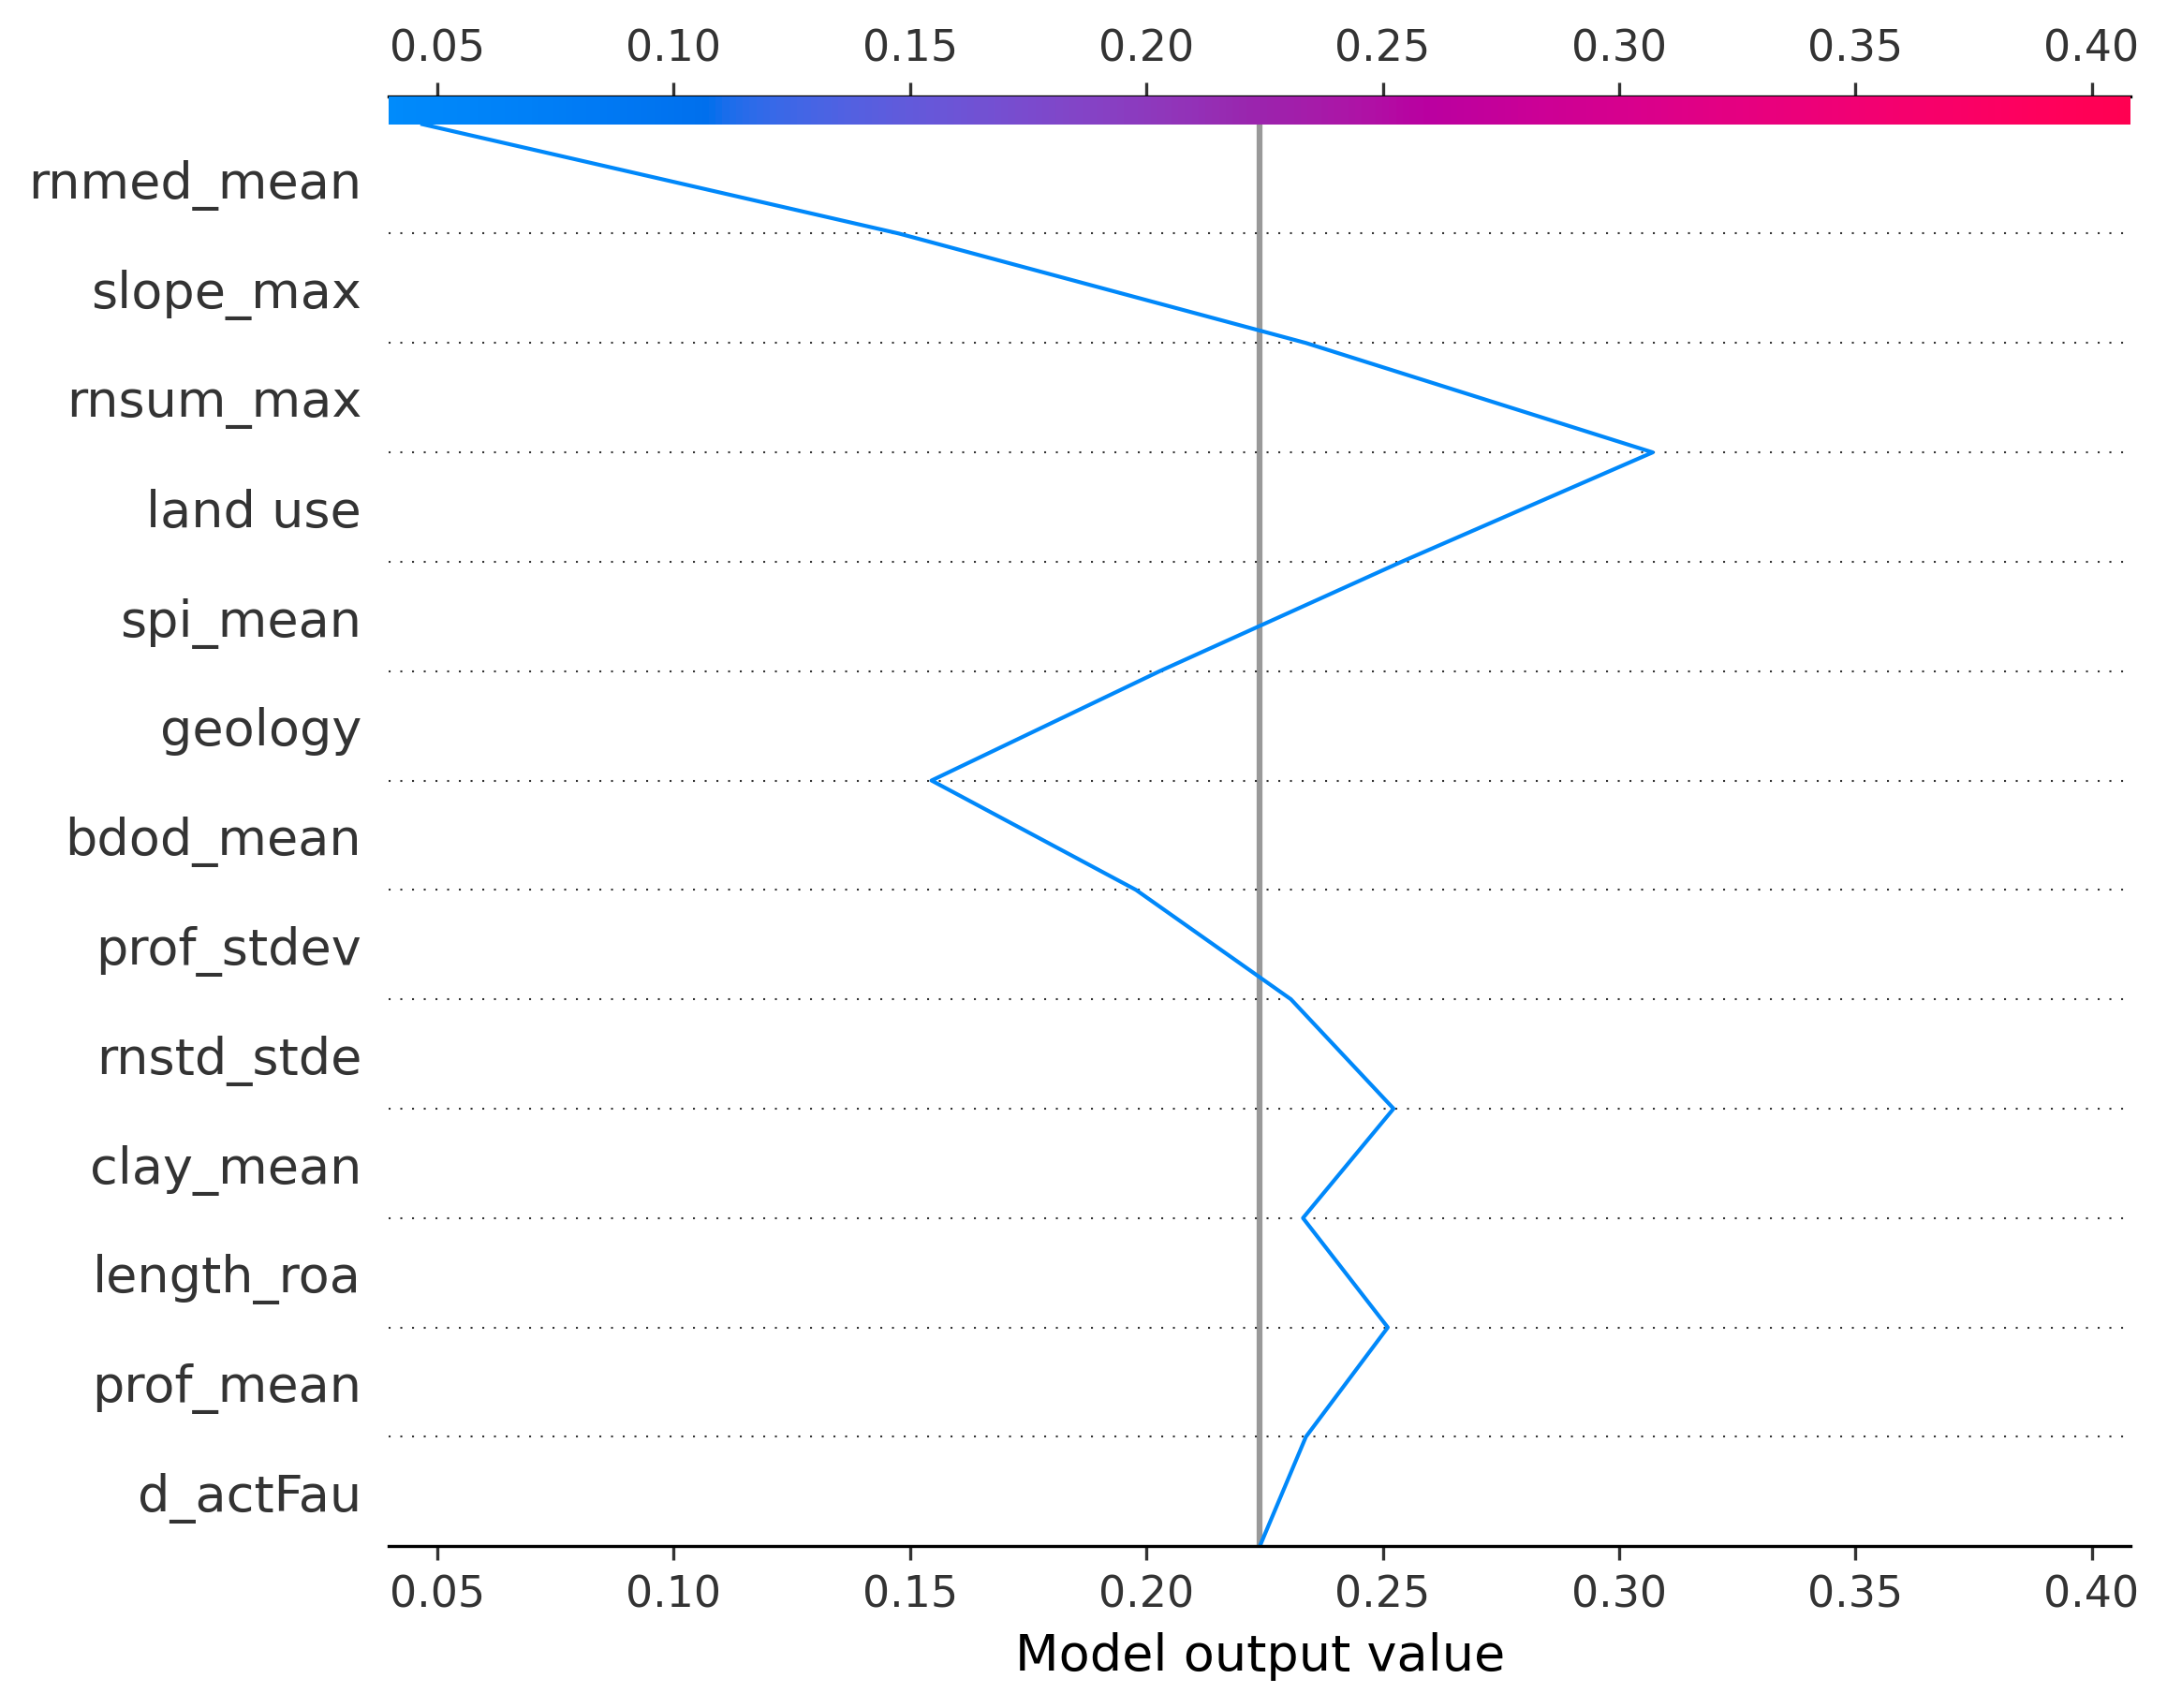 0.05 0.10 0.15 0.20 0.25 0.30 0.35 0.40
rnmed_mean
slope_max
rnsum_max
land use
spi_mean
geology
bdod_mean
prof_stdev
rnstd_stde
clay_mean
length_roa
prof_mean
d_actFau
0.05 0.10 0.15 0.20 0.25 0.30 0.35 0.40
Model output value